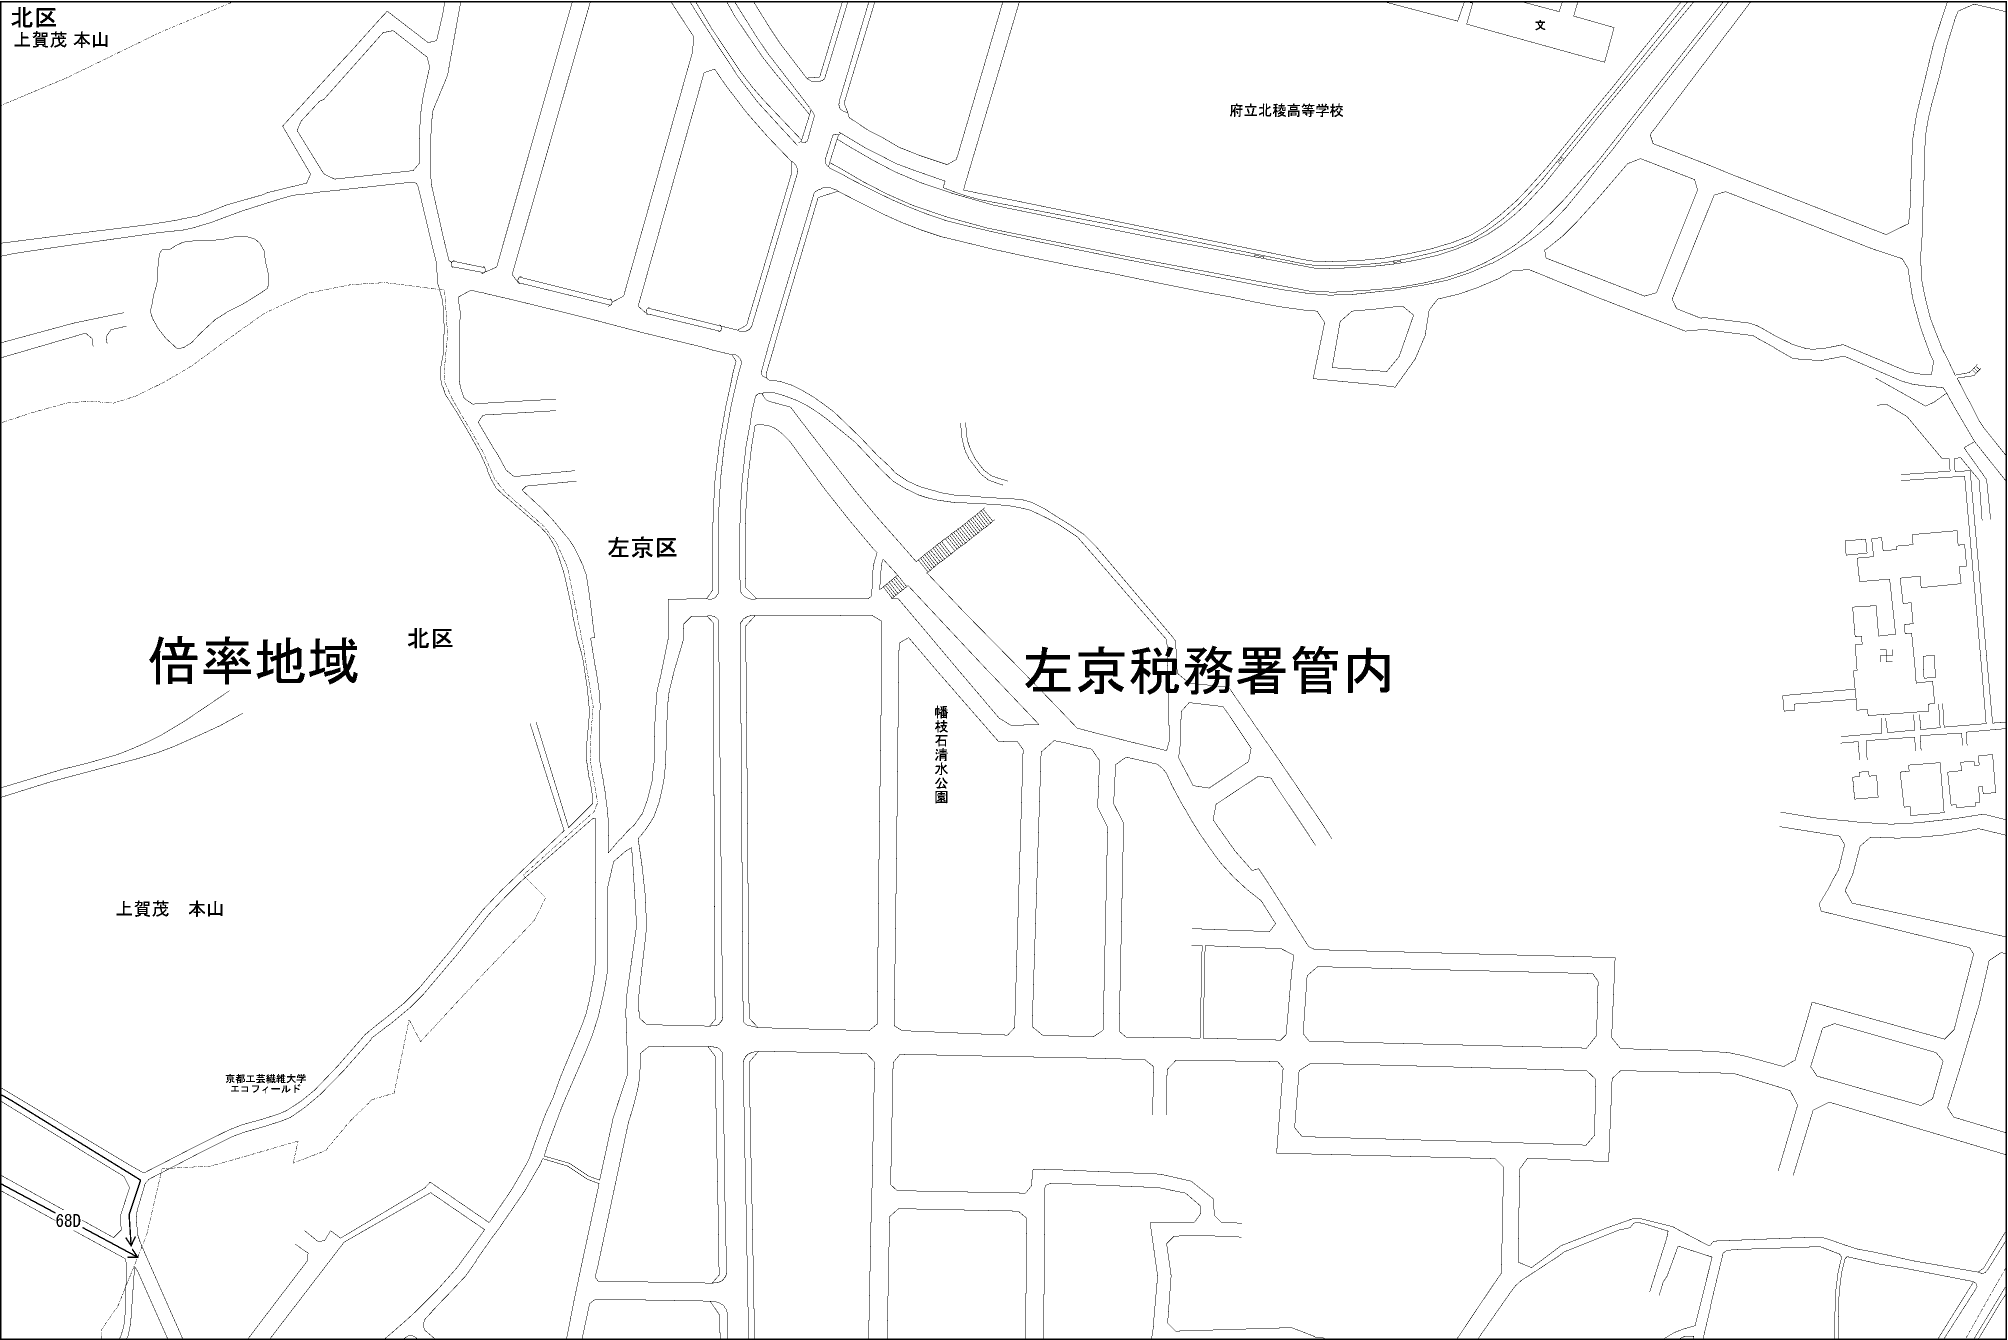 北区
上賀茂 本山
文
府立北稜高等学校
左京区
北区
倍率地域
左京税務署管内
幡枝石清水公園
上賀茂　本山
京都工芸繊維大学
エコフィールド
68D